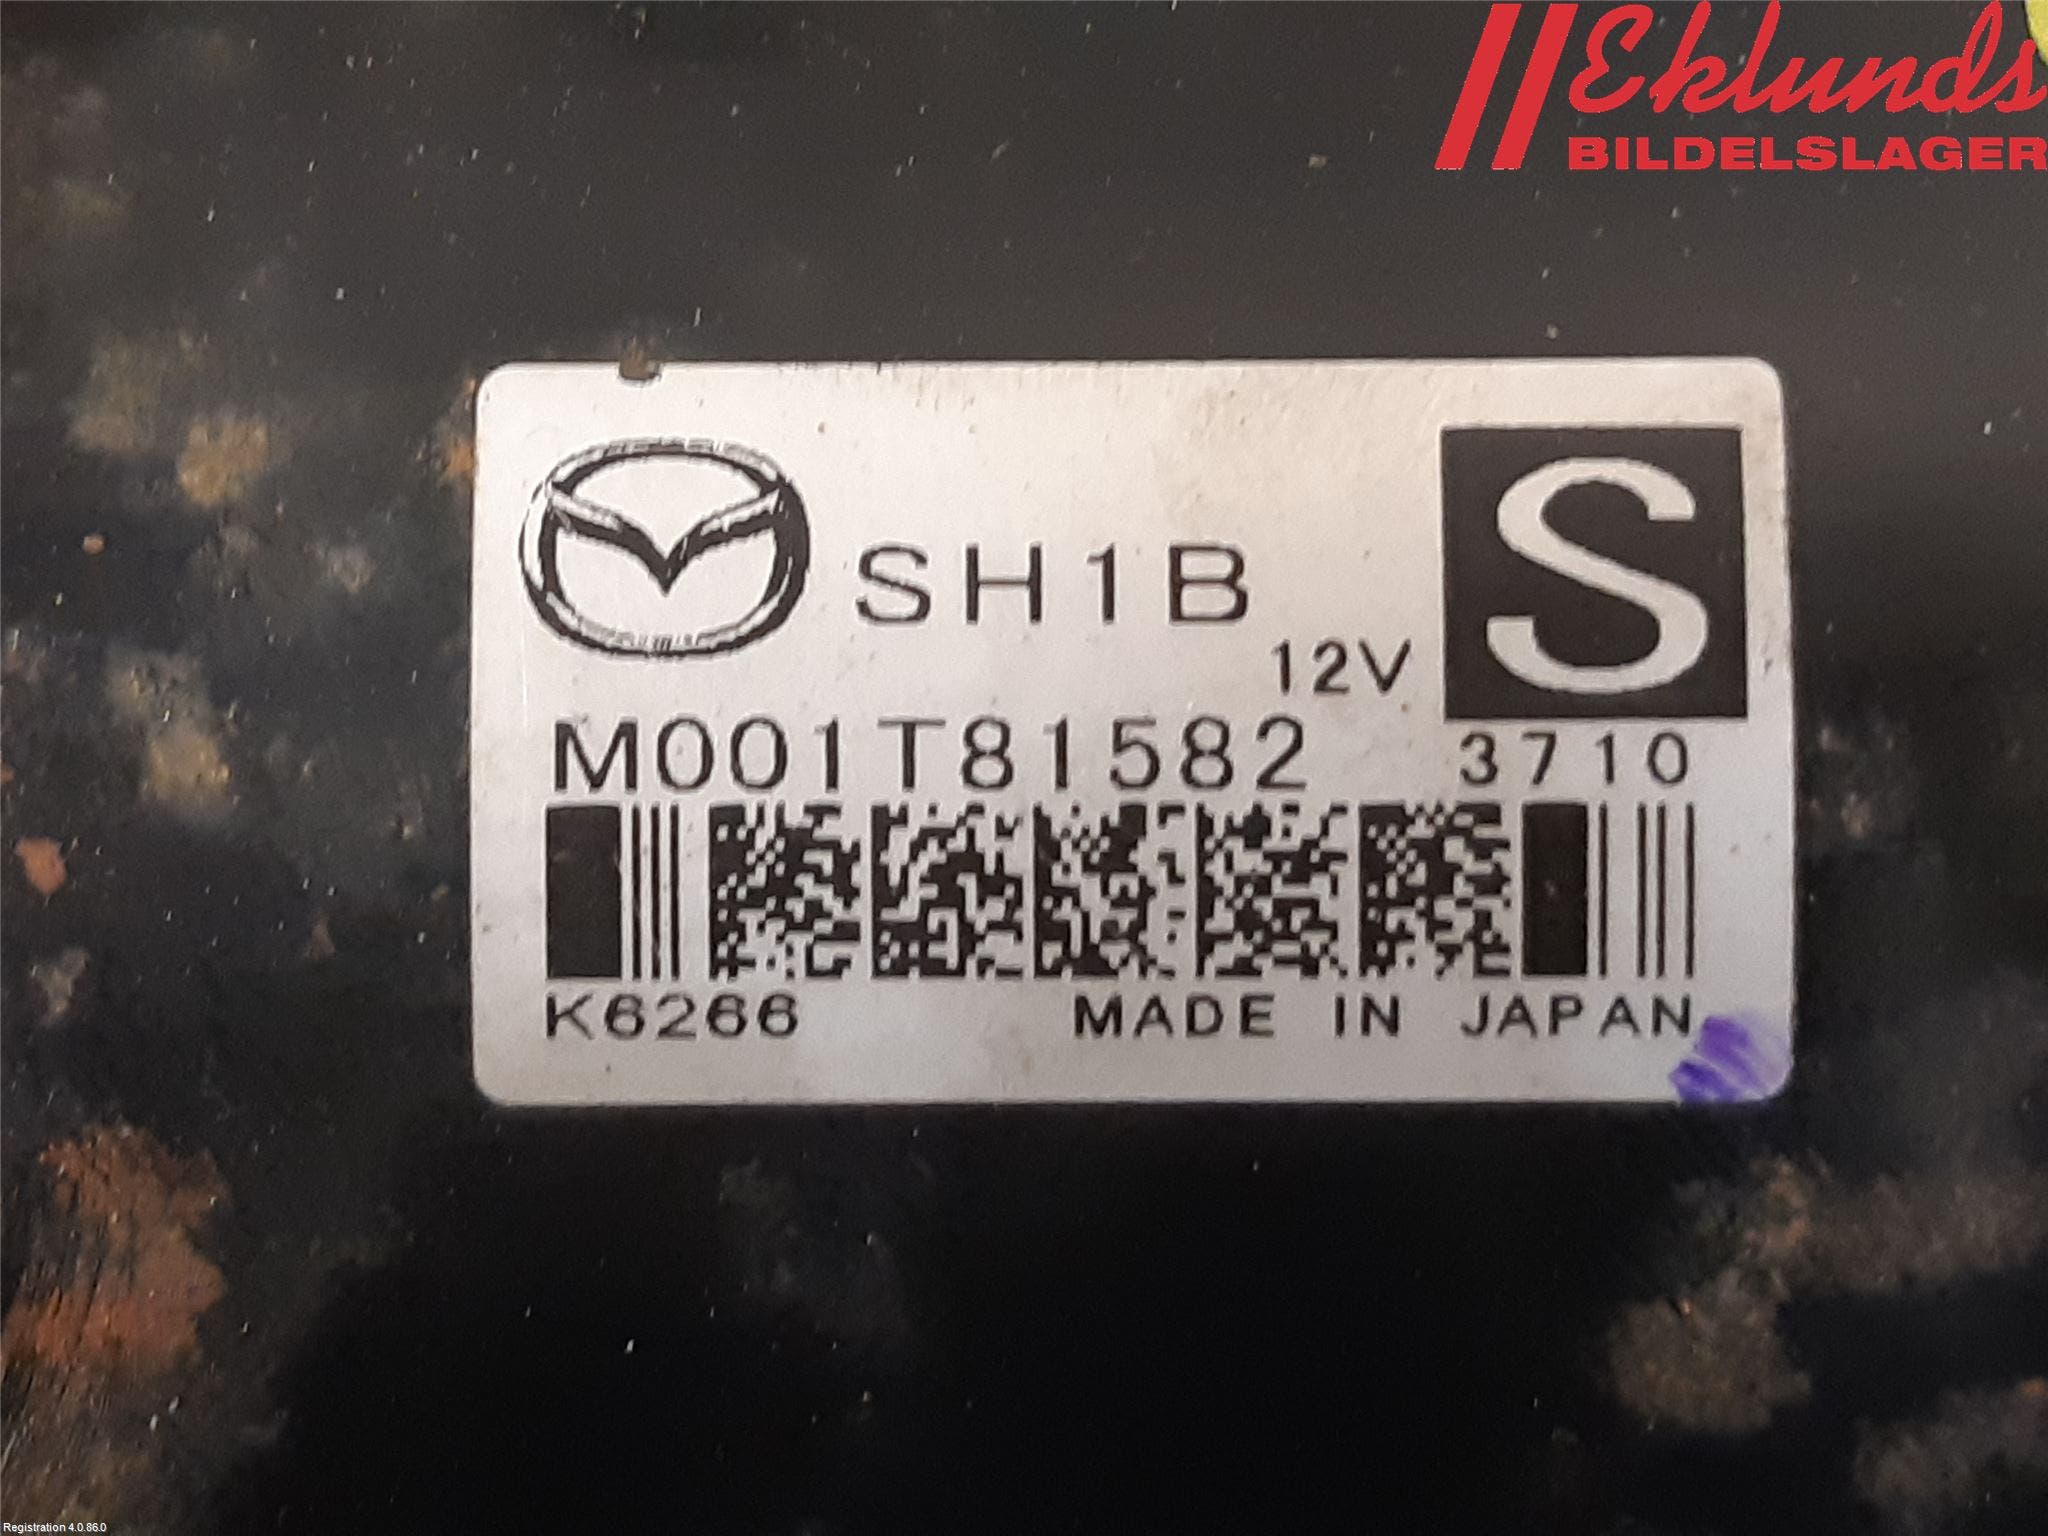 Eklunds
BILDELSLAGER
SH1B
S
12V
M001T81582
3710
K6266
MADE IN JAPAN
Registration 4.0.86.0